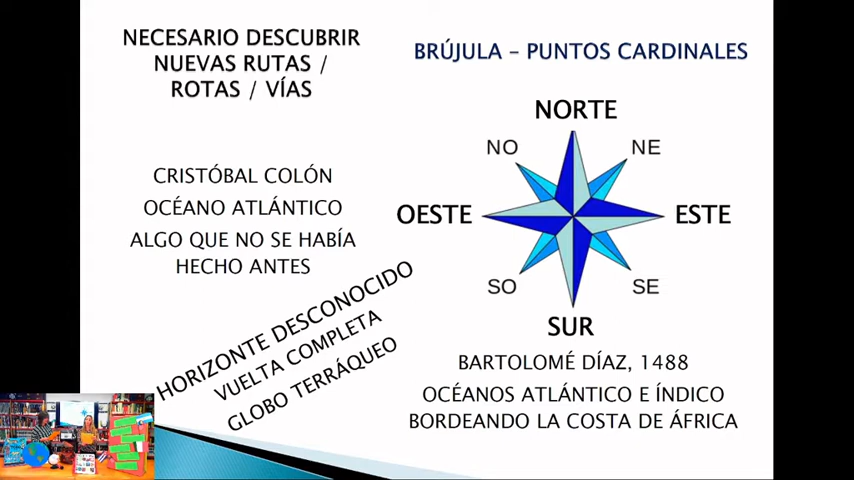 NECESARIO DESCUBRIR
NUEVAS RUTAS /
ROTAS / VÍAS
CRISTÓBAL COLÓN
OCÉANO ATLÁNTICO
ALGO QUE NO SE HABÍA
HECHO ANTES
HORIZONTE DESCONOCIDO
VUELTA COMPLETA
GLOBO TERRÁQUEO
BRÚJULA – PUNTOS CARDINALES
NORTE
NO
NE
OESTE
ESTE
SO
SE
SUR
BARTOLOMÉ DÍAZ, 1488
OCÉANOS ATLÁNTICO E ÍNDICO
BORDEANDO LA COSTA DE ÁFRICA